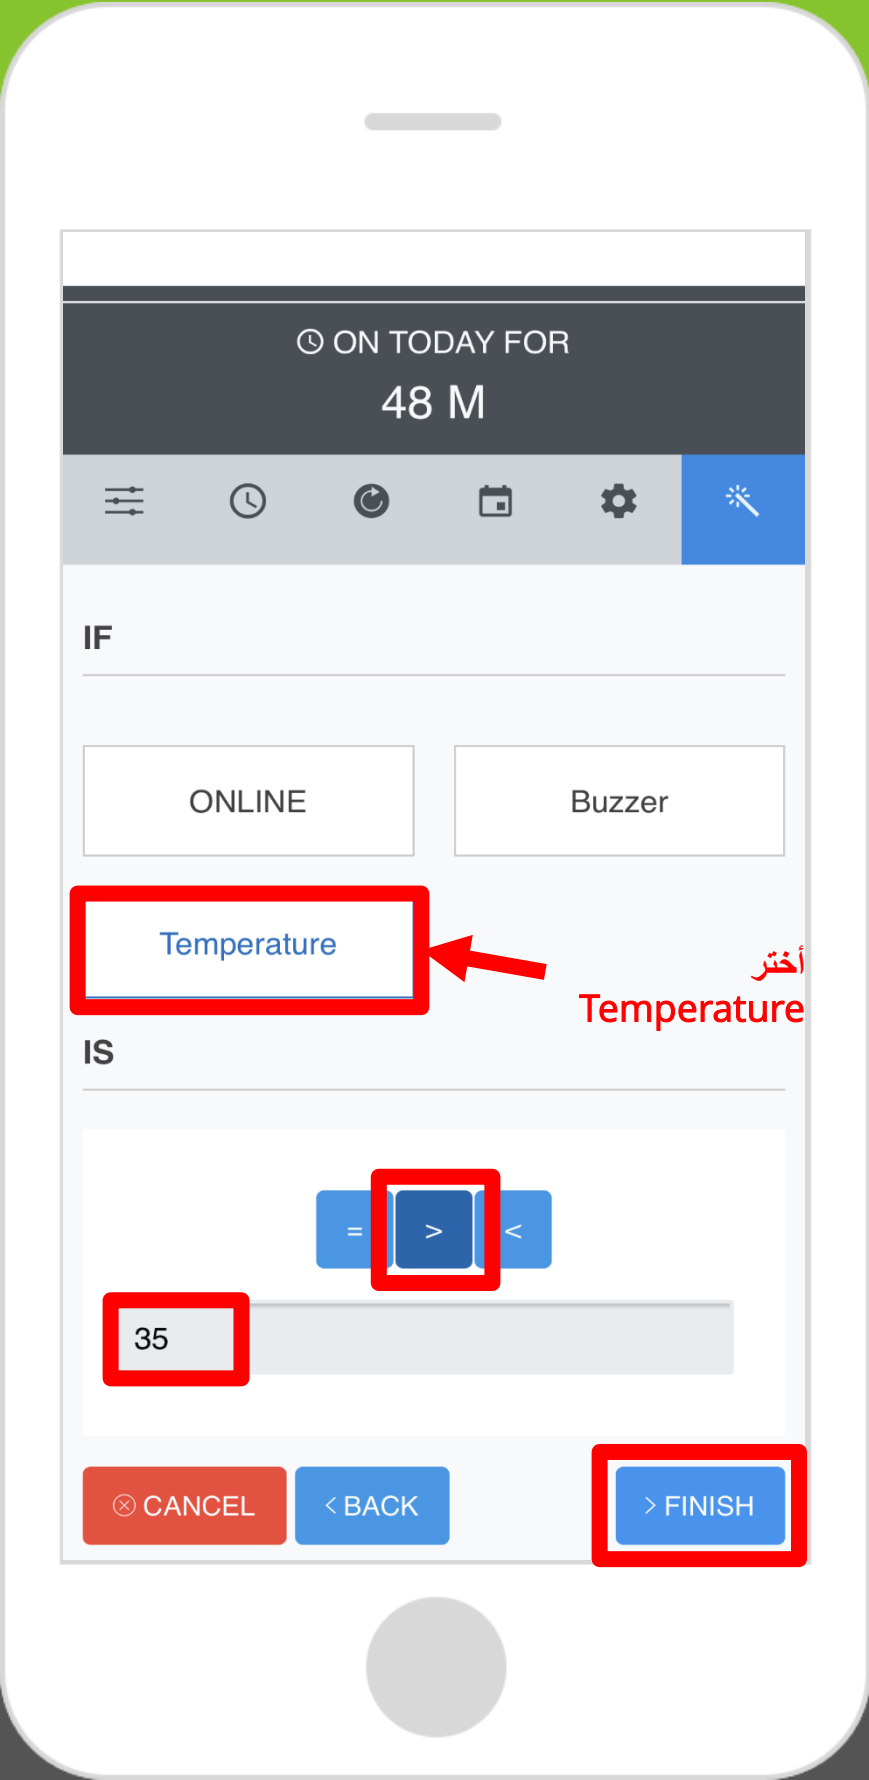 ON TODAY FOR
48 M
IF
ONLINE
Buzzer
Temperature
أختر
Temperature
IS
= > <
35
CANCEL
< BACK
> FINISH